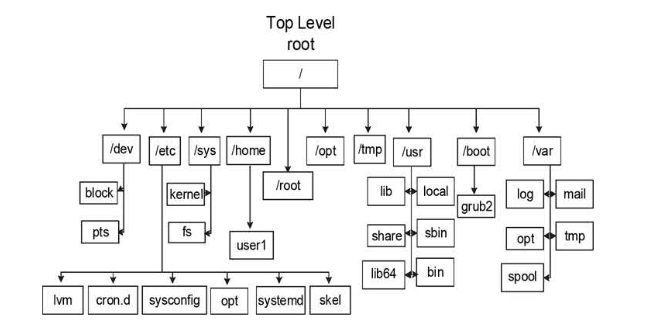 Top Level
root
/
/dev /etc /sys /home /opt /tmp /usr /boot /var
/root
block kernel lib local log mail
grub2
pts fs user1 share sbin opt tmp
lib64 bin spool
lvm cron.d sysconfig opt systemd skel